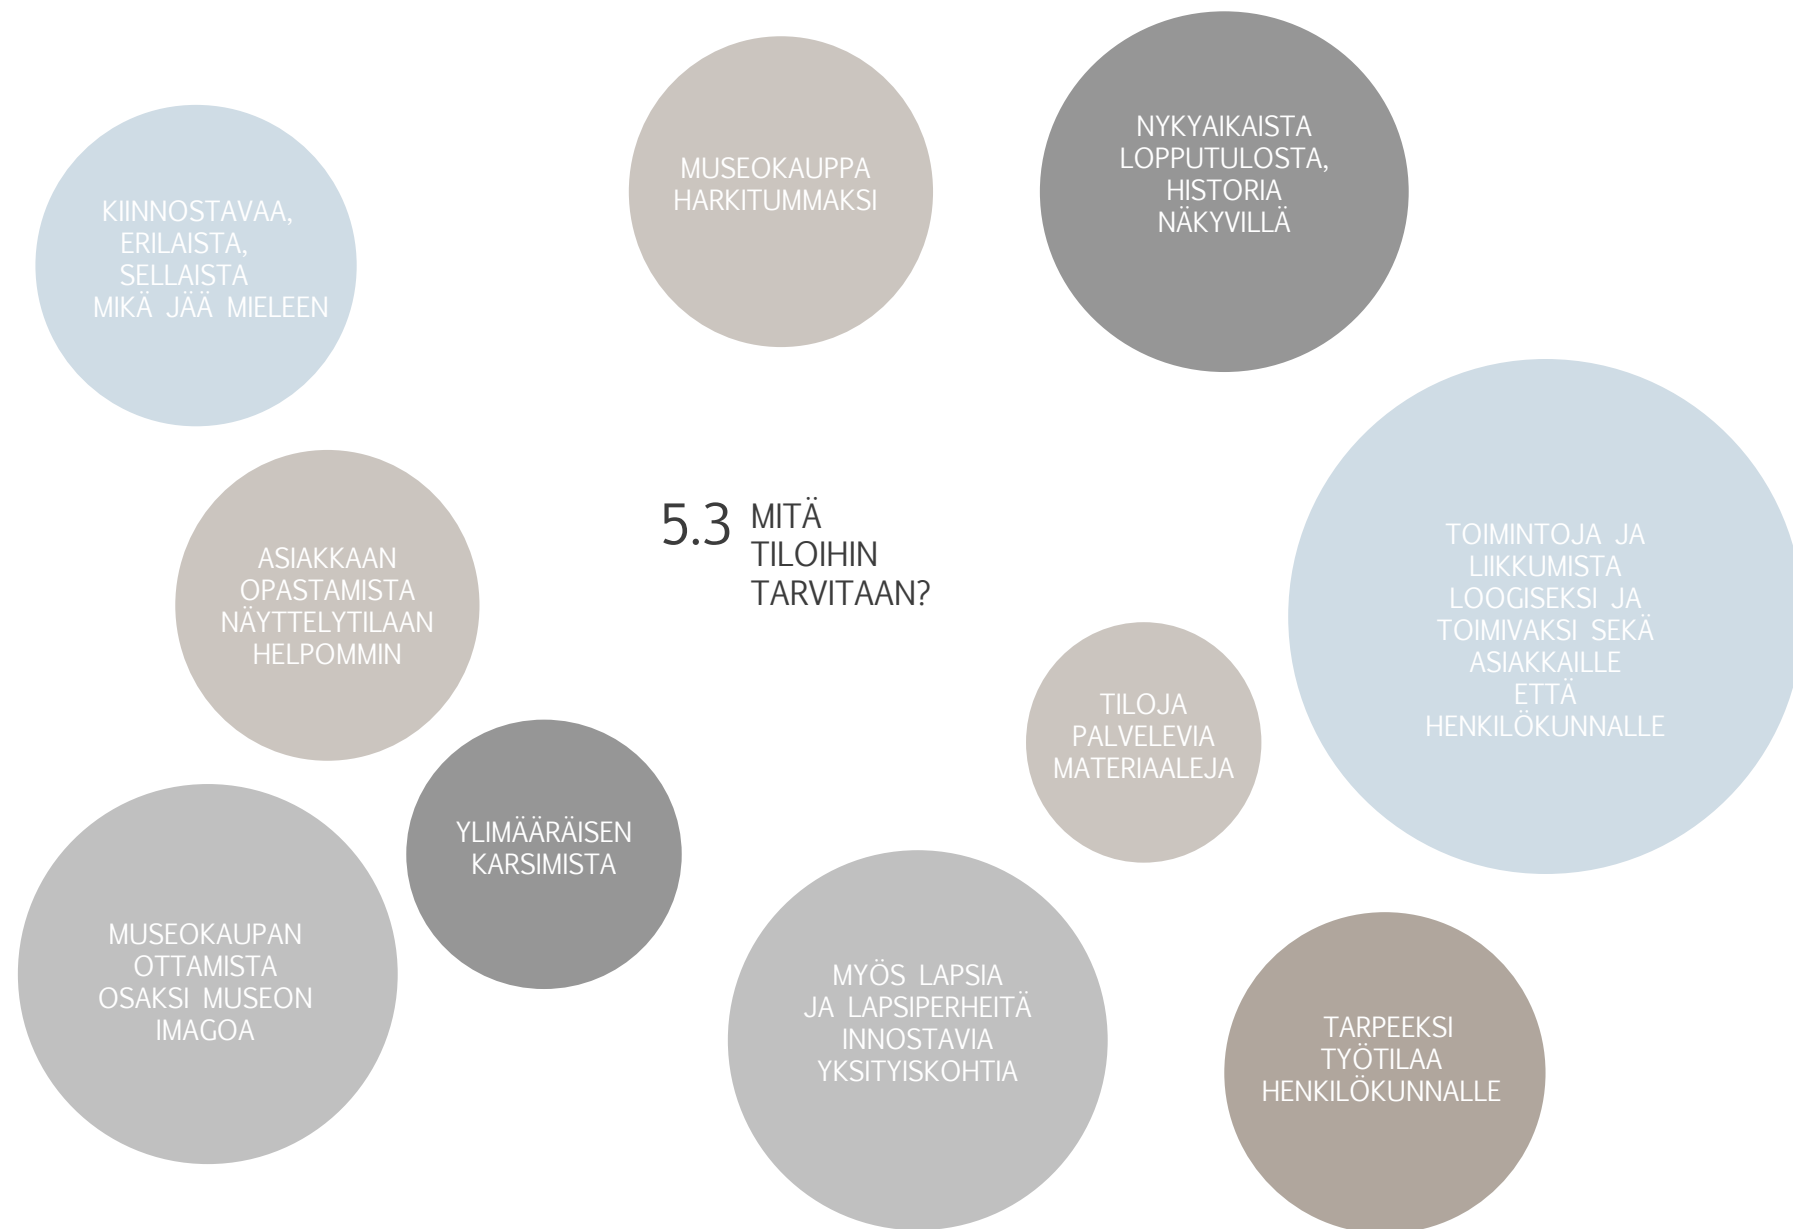 KIINNOSTAVAA,
ERILAISTA,
SELLAISTA
MIKÄ JÄÄ MIELEEN
MUSEOKAUPPA
HARKITUMMAKSI
NYKYAIKAISTA
LOPPUTULOSTA,
HISTORIA
NÄKYVILLÄ
5.3 MITÄ
TILOIHIN
TARVITAAN?
ASIAKKAAN
OPASTAMISTA
NÄYTTELYTILAAN
HELPOMMIN
TOIMINTOJA JA
LIIKKUMISTA
LOOGISEKSI JA
TOIMIVAKSI SEKÄ
ASIAKKAILLE
ETTÄ
HENKILÖKUNNALLE
TILOJA
PALVELEVIA
MATERIAALEJA
YLIMÄÄRÄISEN
KARSIMISTA
MUSEOKAUPAN
OTTAMISTA
OSAKSI MUSEON
IMAGOA
MYÖS LAPSIA
JA LAPSIPERHEITÄ
INNOSTAVIA
YKSITYISKOHTIA
TARPEEKSI
TYÖTILAA
HENKILÖKUNNALLE